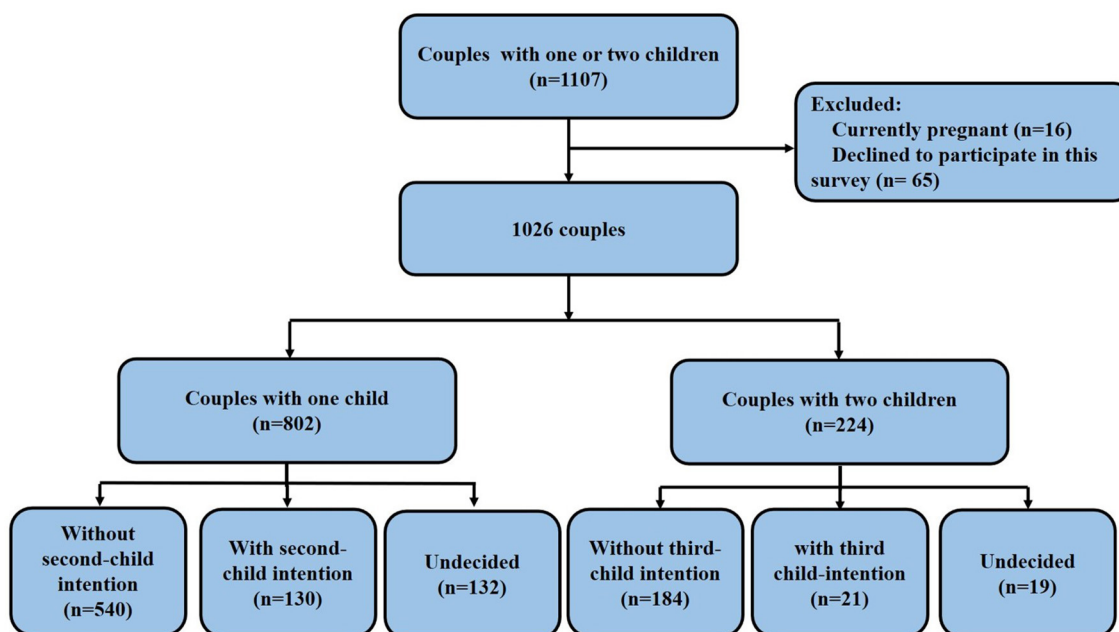 Couples with one or two children
(n=1107)
Excluded:
Currently pregnant (n=16)
Declined to participate in this
survey (n= 65)
1026 couples
Couples with one child
(n=802)
Couples with two children
(n=224)
Without
second-child
intention
(n=540)
With second-
child intention
(n=130)
Undecided
(n=132)
Without third-
child intention
(n=184)
with third
child-intention
(n=21)
Undecided
(n=19)